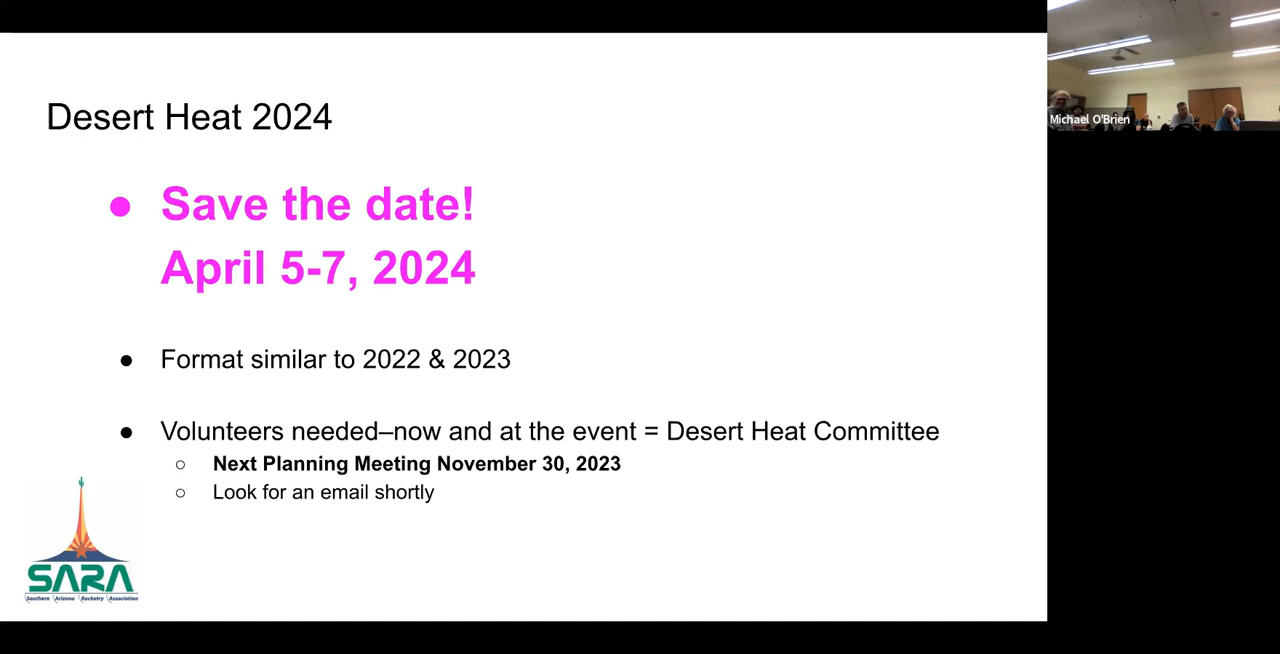 Desert Heat 2024
● Save the date!
April 5-7, 2024
● Format similar to 2022 & 2023
● Volunteers needed–now and at the event = Desert Heat Committee
○ Next Planning Meeting November 30, 2023
○ Look for an email shortly
SARA
Southern Arizona Rocketry Association
Michael O'Brien